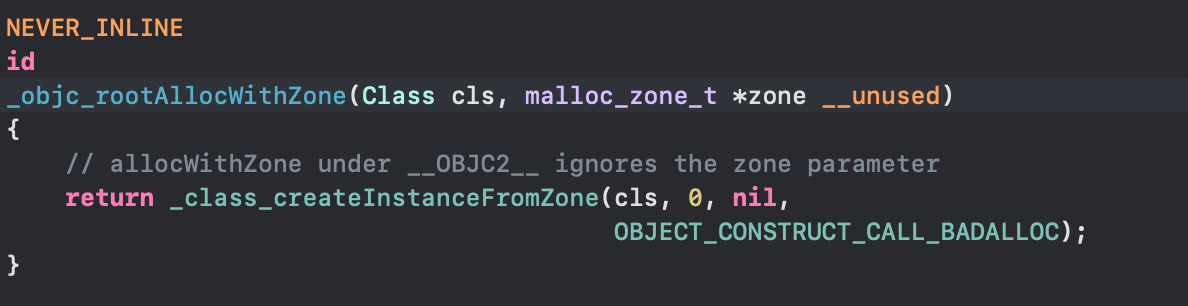 NEVER_INLINE
id
_objc_rootAllocWithZone(Class cls, malloc_zone_t *zone __unused)
{
    // allocWithZone under __OBJC2__ ignores the zone parameter
    return _class_createInstanceFromZone(cls, 0, nil,
                                         OBJECT_CONSTRUCT_CALL_BADALLOC);
}